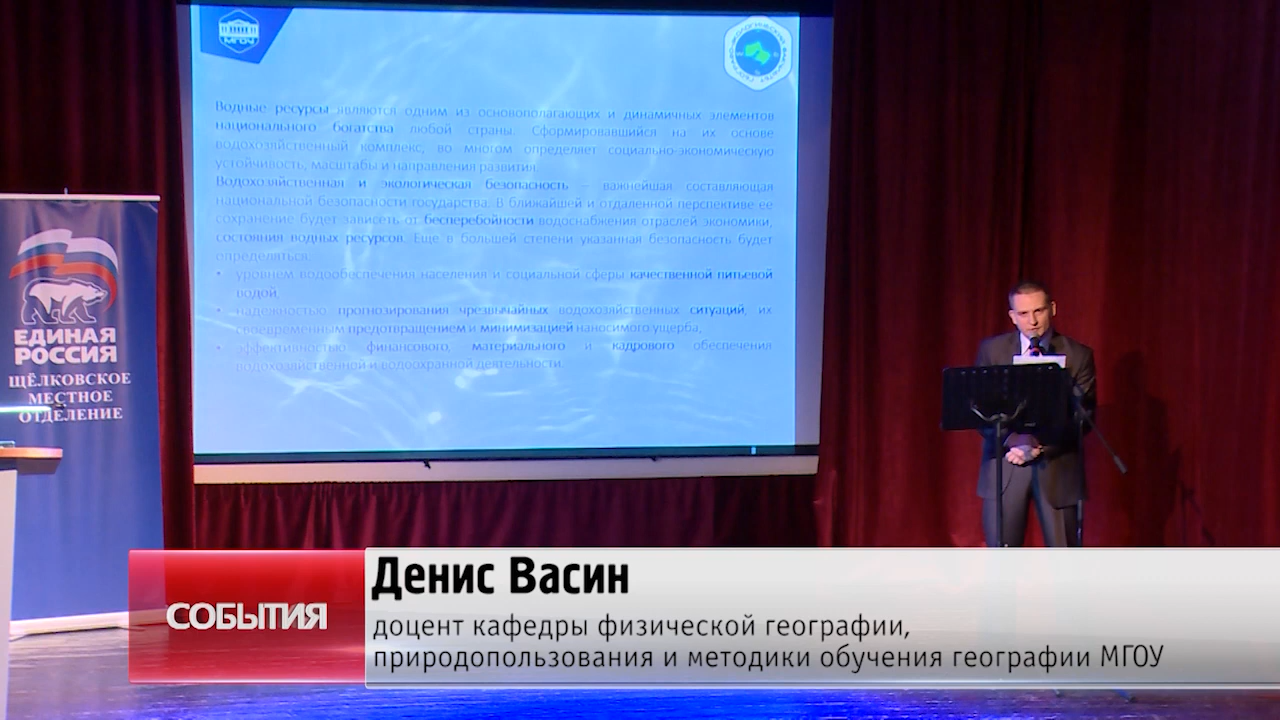 МГОУ
Водные ресурсы являются одним из основополагающих и динамичных элементов
национального богатства любой страны. Сформировавшийся на их основе
водохозяйственный комплекс, во многом определяет социально-экономическую
устойчивость, масштабы и направления развития.
Водохозяйственная и экологическая безопасность – важнейшая составляющая
национальной безопасности государства. В ближайшей и отдаленной перспективе ее
сохранение будет зависеть от бесперебойности водоснабжения отраслей экономики,
состояния водных ресурсов. Еще в большей степени указанная безопасность будет
определяться:
• уровнем водообеспечения населения и социальной сферы качественной питьевой
водой
• надежностью прогнозирования чрезвычайных водохозяйственных ситуаций, их
своевременным предотвращением и минимизацией наносимого ущерба,
• эффективностью финансового, материального и кадрового обеспечения
водохозяйственной и водоохранной деятельности.
ЕДИНАЯ
РОССИЯ
ЩЁЛКОВСКОЕ
МЕСТНОЕ
ОТДЕЛЕНИЕ
СОБЫТИЯ
Денис Васин
доцент кафедры физической географии,
природопользования и методики обучения географии МГОУ